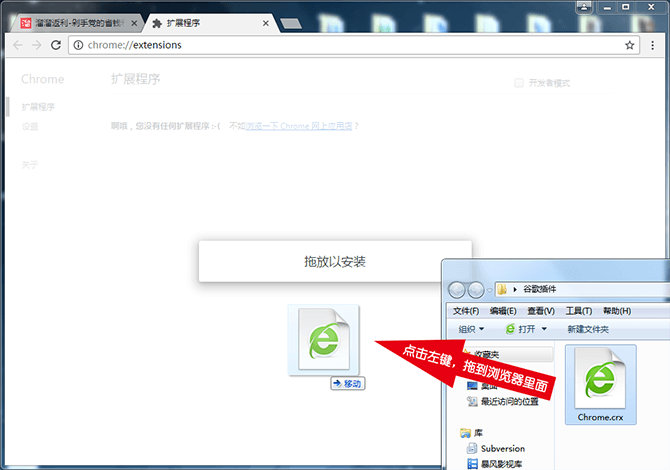 溜溜返利-剁手党的省钱
扩展程序
chrome://extensions
Chrome
扩展程序
开发者模式
扩展程序
设置
啊哦，您没有任何扩展程序 :-( 不如浏览一下 Chrome 网上应用店？
关于
拖放以安装
移动
点击左键，拖到浏览器里面
谷歌插件
文件(F) 编辑(E) 查看(V) 工具(T) 帮助(H)
组织 打开 新建文件夹
收藏夹
桌面
最近访问的位置
库
Subversion
暴风影视库
Chrome.crx